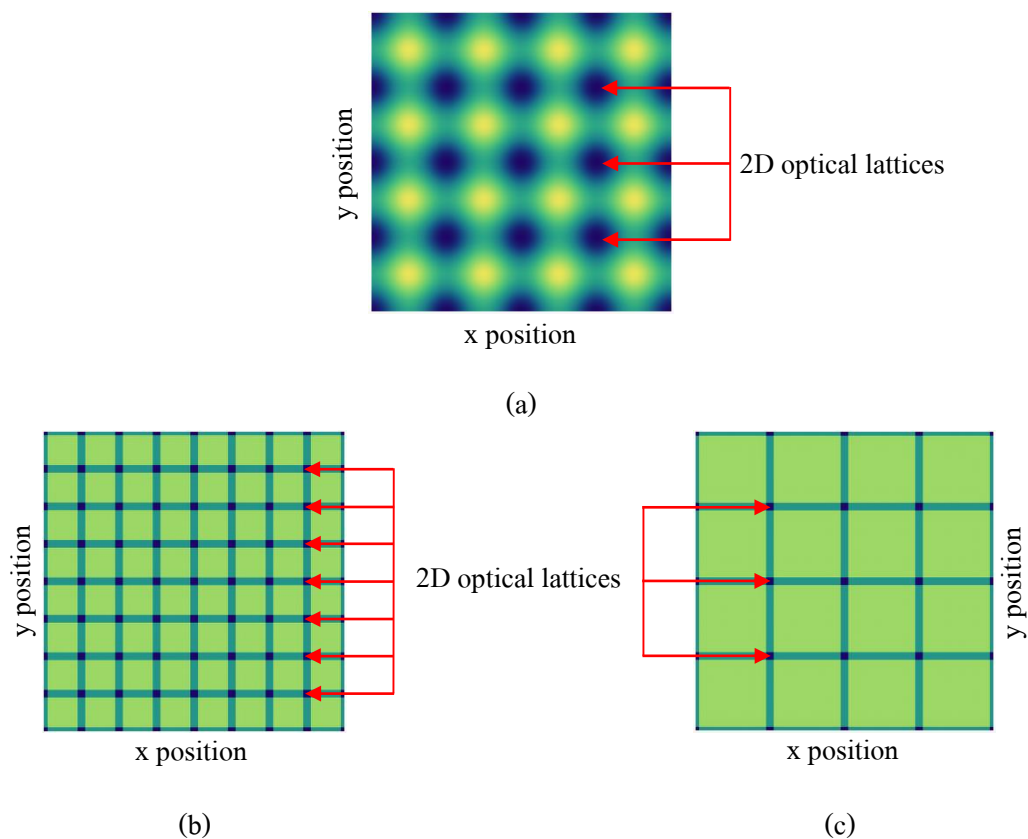 y position
2D optical lattices
x position
(a)
y position
2D optical lattices
y position
x position
x position
(b)
(c)